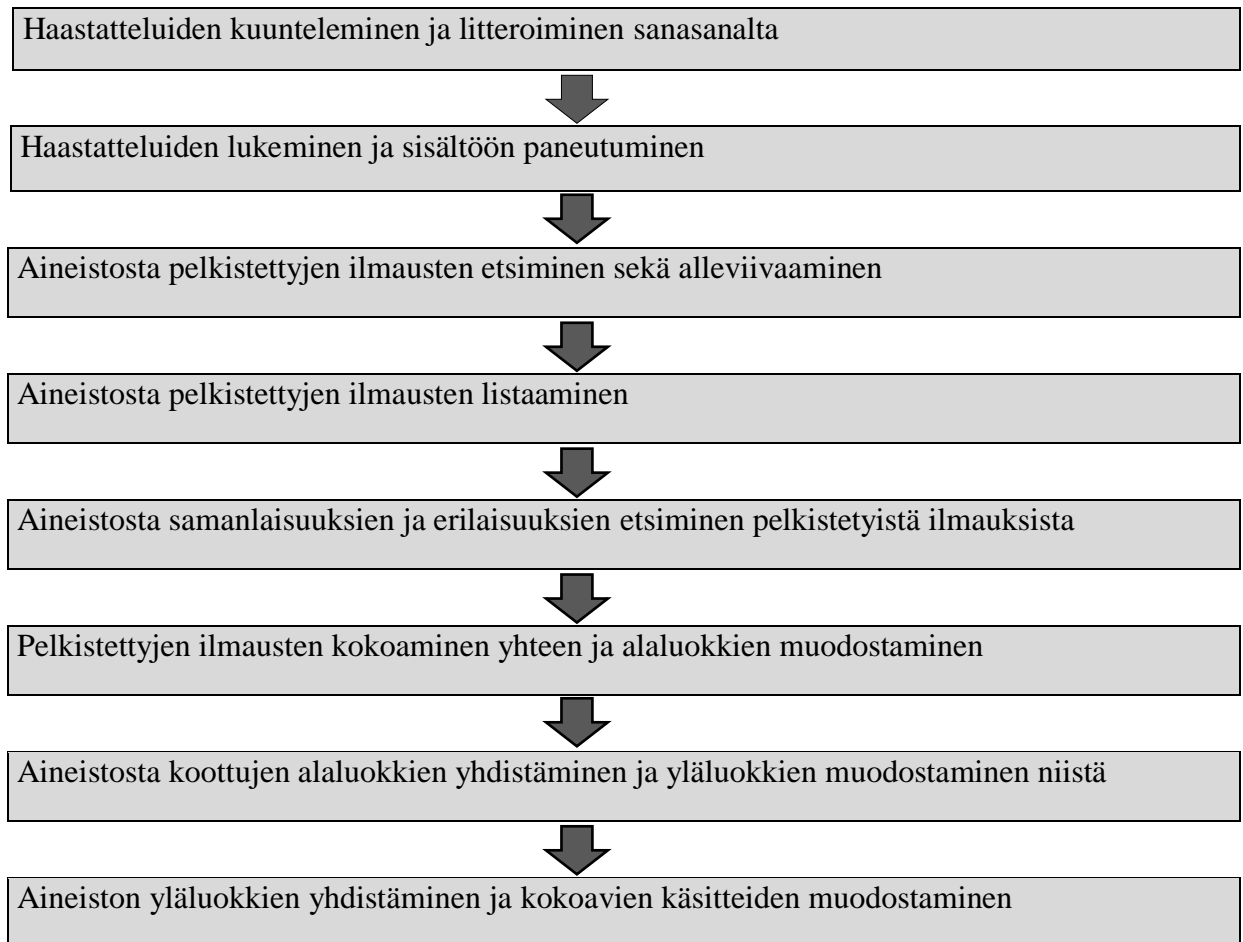 Haastatteluiden kuunteleminen ja litteroiminen sanasanalta
Haastatteluiden lukeminen ja sisältöön paneutuminen
Aineistosta pelkistettyjen ilmausten etsiminen sekä alleviivaaminen
Aineistosta pelkistettyjen ilmausten listaaminen
Aineistosta samanlaisuuksien ja erilaisuuksien etsiminen pelkistetyistä ilmauksista
Pelkistettyjen ilmausten kokoaminen yhteen ja alaluokkien muodostaminen
Aineistosta koottujen alaluokkien yhdistäminen ja yläluokkien muodostaminen niistä
Aineiston yläluokkien yhdistäminen ja kokoavien käsitteiden muodostaminen